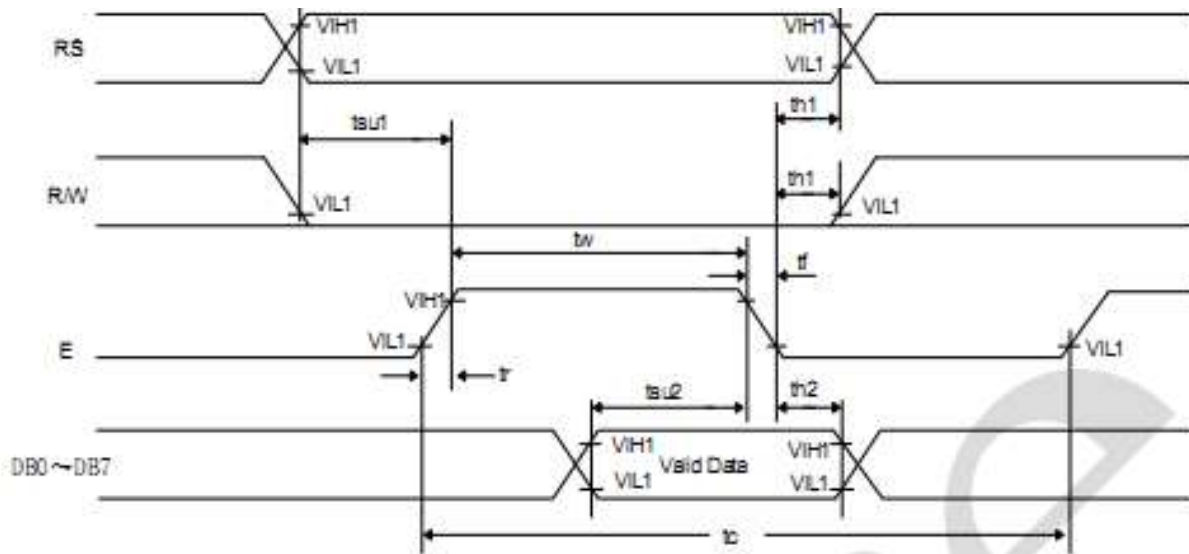 RS
VIH1
VIL1
VIH1
VIL1
th1
tsu1
R/W
VIL1
th1
VIL1
tw
tf
E
VIH1
VIL1
VIL1
tr
tsu2
th2
DB0～DB7
VIH1
VIL1
Valid Data
VIH1
VIL1
tc